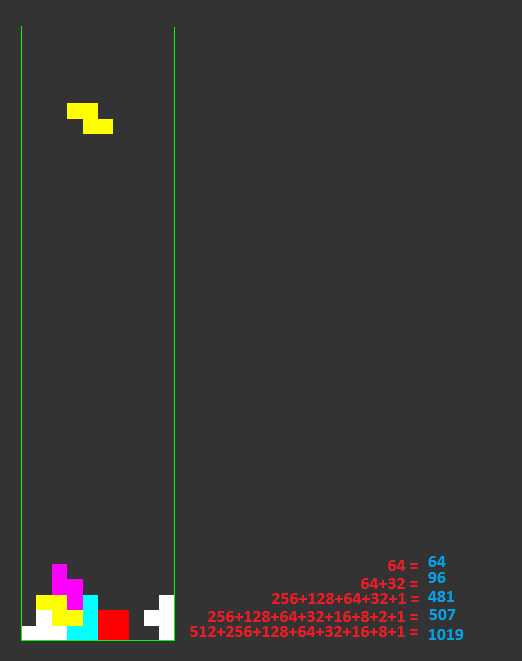 64 = 64
64+32 = 96
256+128+64+32+1 = 481
256+128+64+32+16+8+2+1 = 507
512+256+128+64+32+16+8+1 = 1019